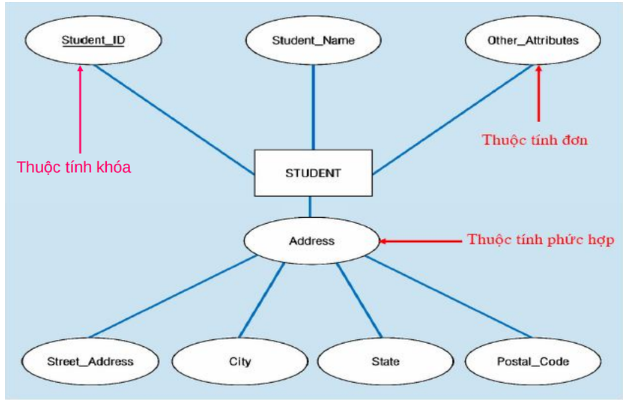 Student_ID
Student_Name
Other_Attributes
Thuộc tính đơn
Thuộc tính khóa
STUDENT
Address
Thuộc tính phức hợp
Street_Address
City
State
Postal_Code